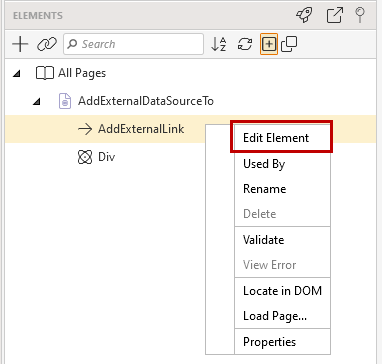 ELEMENTS
Search
All Pages
AddExternalDataSourceTo
AddExternalLink
Div
Edit Element
Used By
Rename
Delete
Validate
View Error
Locate in DOM
Load Page...
Properties